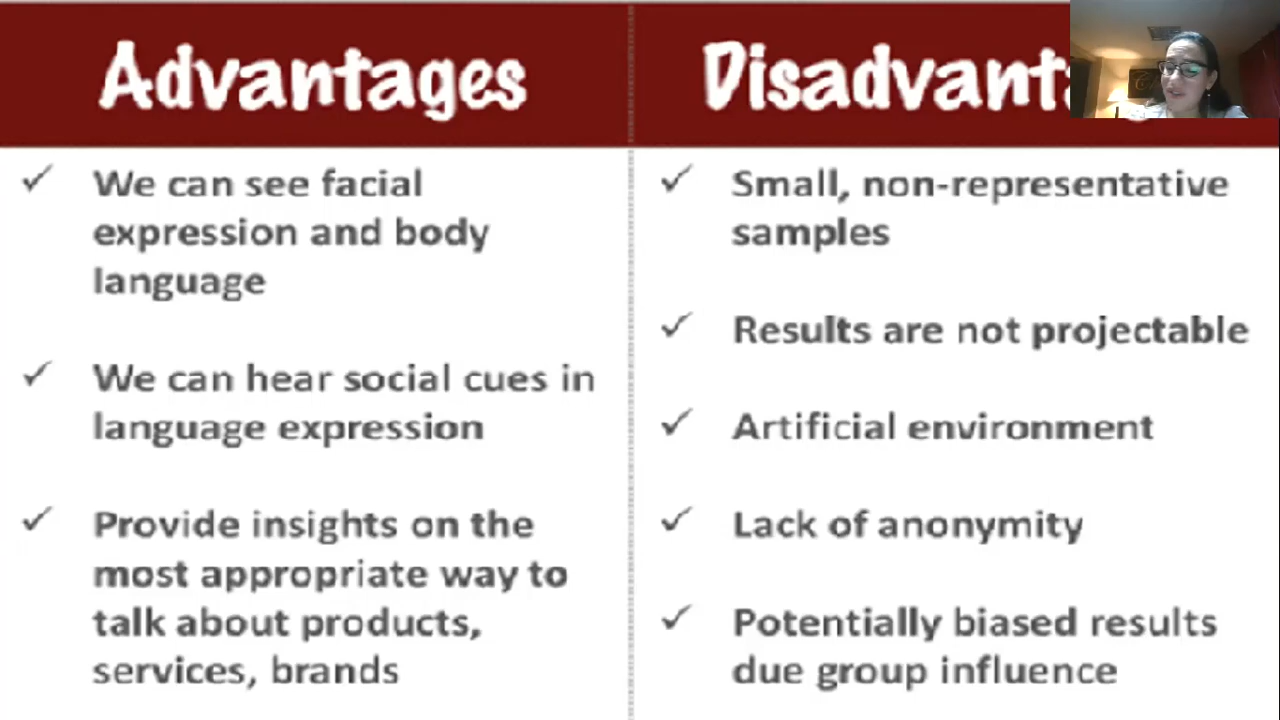 Advantages
We can see facial
expression and body
language
We can hear social cues in
language expression
Provide insights on the
most appropriate way to
talk about products,
services, brands
Small, non-representative
samples
Results are not projectable
Artificial environment
Lack of anonymity
Potentially biased results
due group influence